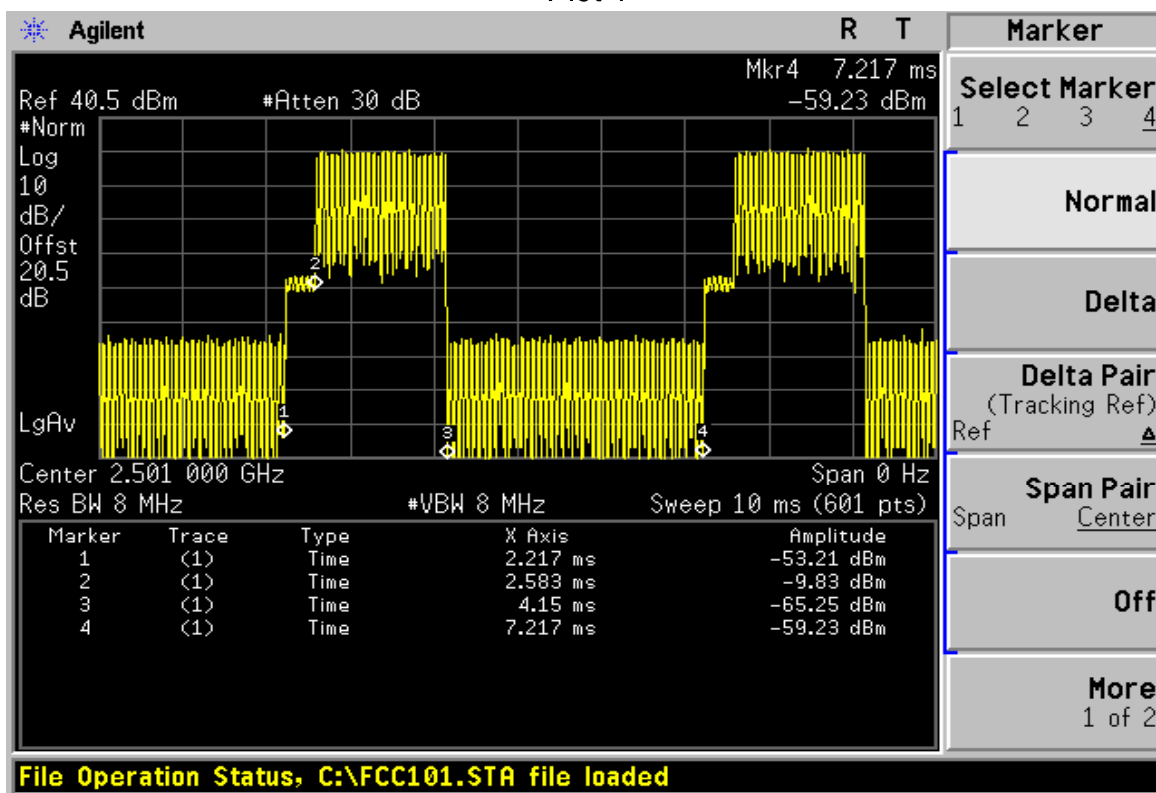 Agilent R T
Mkr4 7.217 ms
Ref 40.5 dBm #Atten 30 dB -59.23 dBm
#Norm
Log
10
dB/
Offst
20.5
dB
LgAv
2
1
3
4
Center 2.501 000 GHz Span 0 Hz
Res BW 8 MHz #VBW 8 MHz Sweep 10 ms (601 pts)
Marker Trace Type X Axis Amplitude
1 (1) Time 2.217 ms -53.21 dBm
2 (1) Time 2.583 ms -9.83 dBm
3 (1) Time 4.15 ms -65.25 dBm
4 (1) Time 7.217 ms -59.23 dBm
Marker
Select Marker
1 2 3 4
Normal
Delta
Delta Pair
(Tracking Ref)
Ref Δ
Span Pair
Span Center
Off
More
1 of 2
File Operation Status, C:\FCC101.STA file loaded